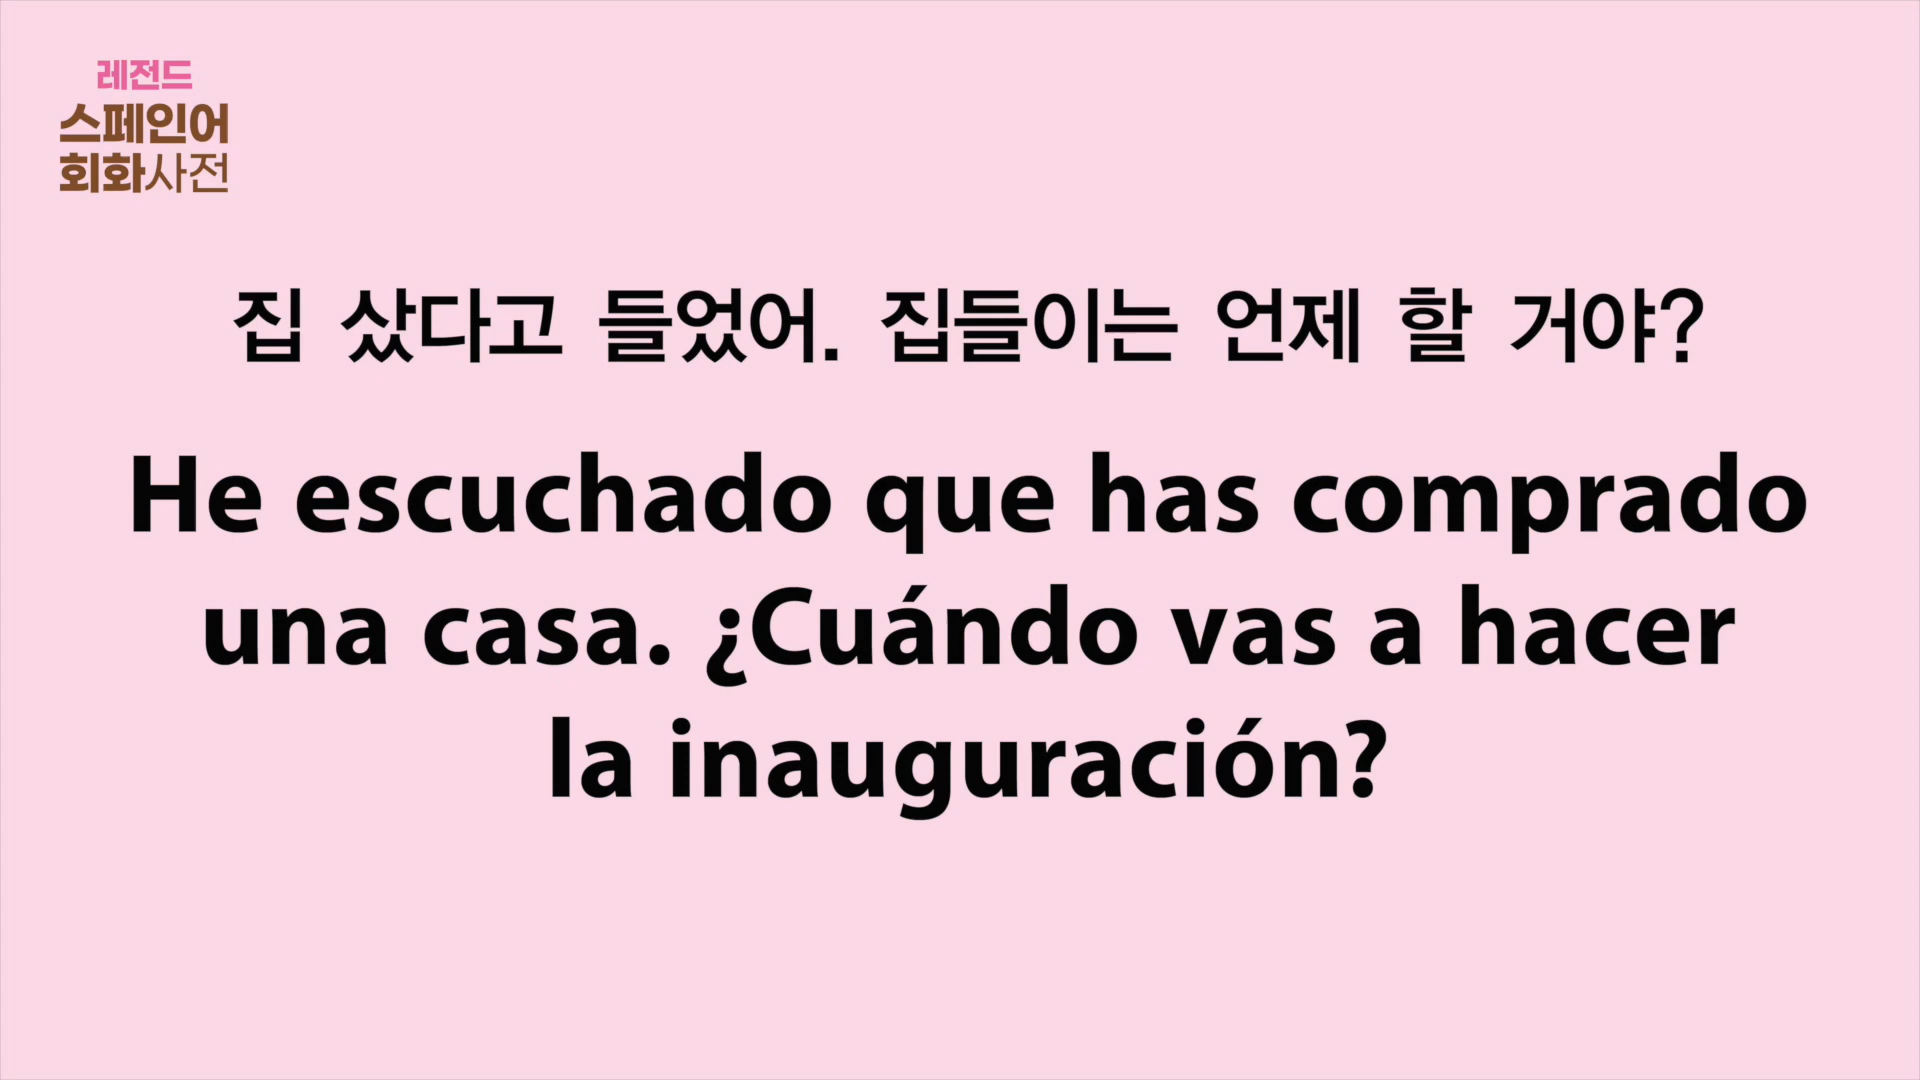 레전드
스페인어
회화사전
집 샀다고 들었어. 집들이는 언제 할 거야?
He escuchado que has comprado
una casa. ¿Cuándo vas a hacer
la inauguración?